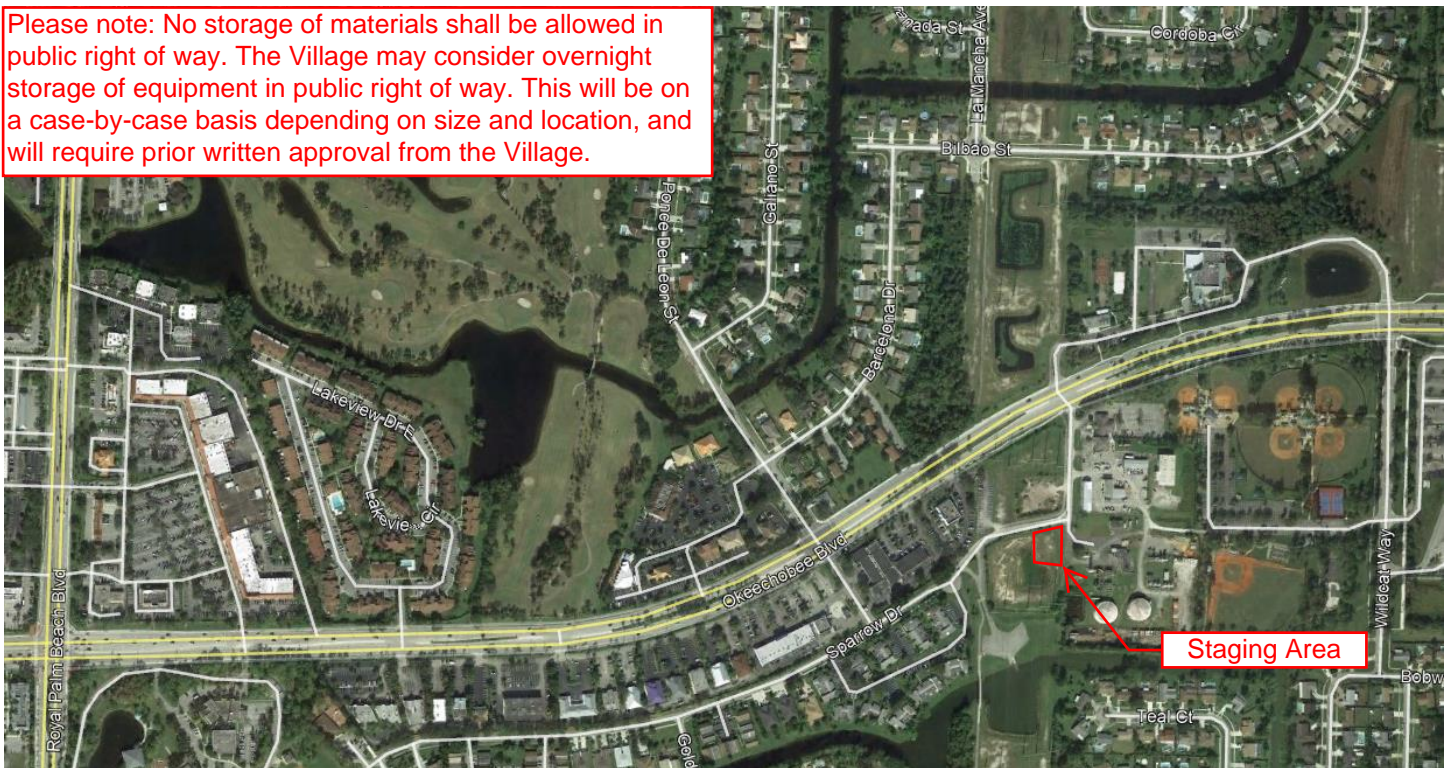 Please note: No storage of materials shall be allowed in
public right of way. The Village may consider overnight
storage of equipment in public right of way. This will be on
a case-by-case basis depending on size and location, and
will require prior written approval from the Village.
Cordoba Cir
La Mancha Ave
Bilbao St
Galiano St
Ponce De Leon St
Barcelona Dr
Lakeview Dr E
Lakeview Cir
Okeechobee Blvd
Sparrow Dr
Royal Palm Beach Blvd
Wildcat Way
Staging Area
Teal Ct